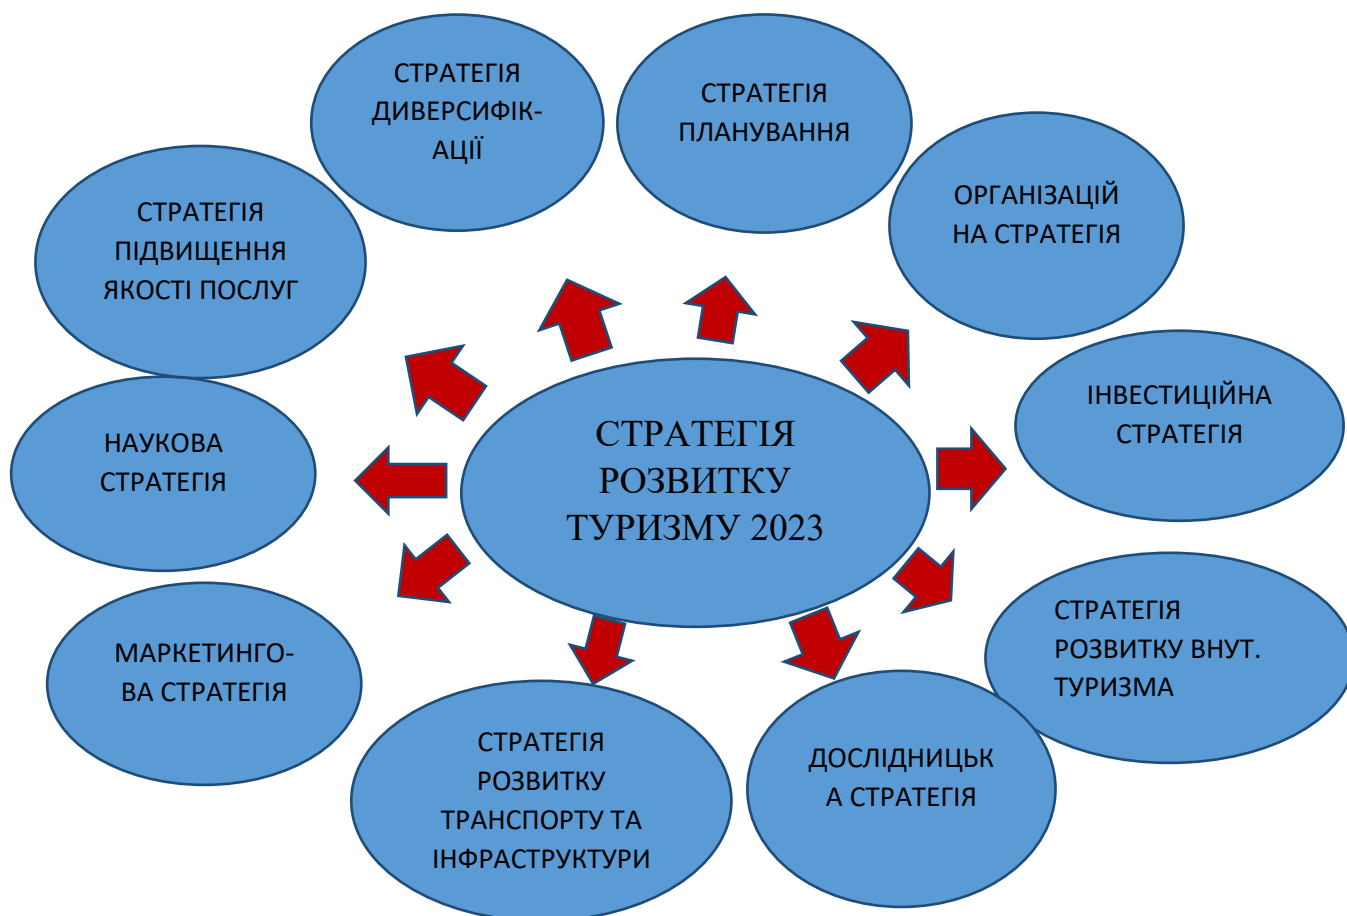 СТРАТЕГІЯ
ДИВЕРСИФІК-
АЦІЇ
СТРАТЕГІЯ
ПЛАНУВАННЯ
ОРГАНІЗАЦІЙ
НА СТРАТЕГІЯ
СТРАТЕГІЯ
ПІДВИЩЕННЯ
ЯКОСТІ ПОСЛУГ
ІНВЕСТИЦІЙНА
СТРАТЕГІЯ
НАУКОВА
СТРАТЕГІЯ
СТРАТЕГІЯ
РОЗВИТКУ
ТУРИЗМУ 2023
СТРАТЕГІЯ
РОЗВИТКУ ВНУТ.
ТУРИЗМА
МАРКЕТИНГО-
ВА СТРАТЕГІЯ
СТРАТЕГІЯ
РОЗВИТКУ
ТРАНСПОРТУ ТА
ІНФРАСТРУКТУРИ
ДОСЛІДНИЦЬК
А СТРАТЕГІЯ